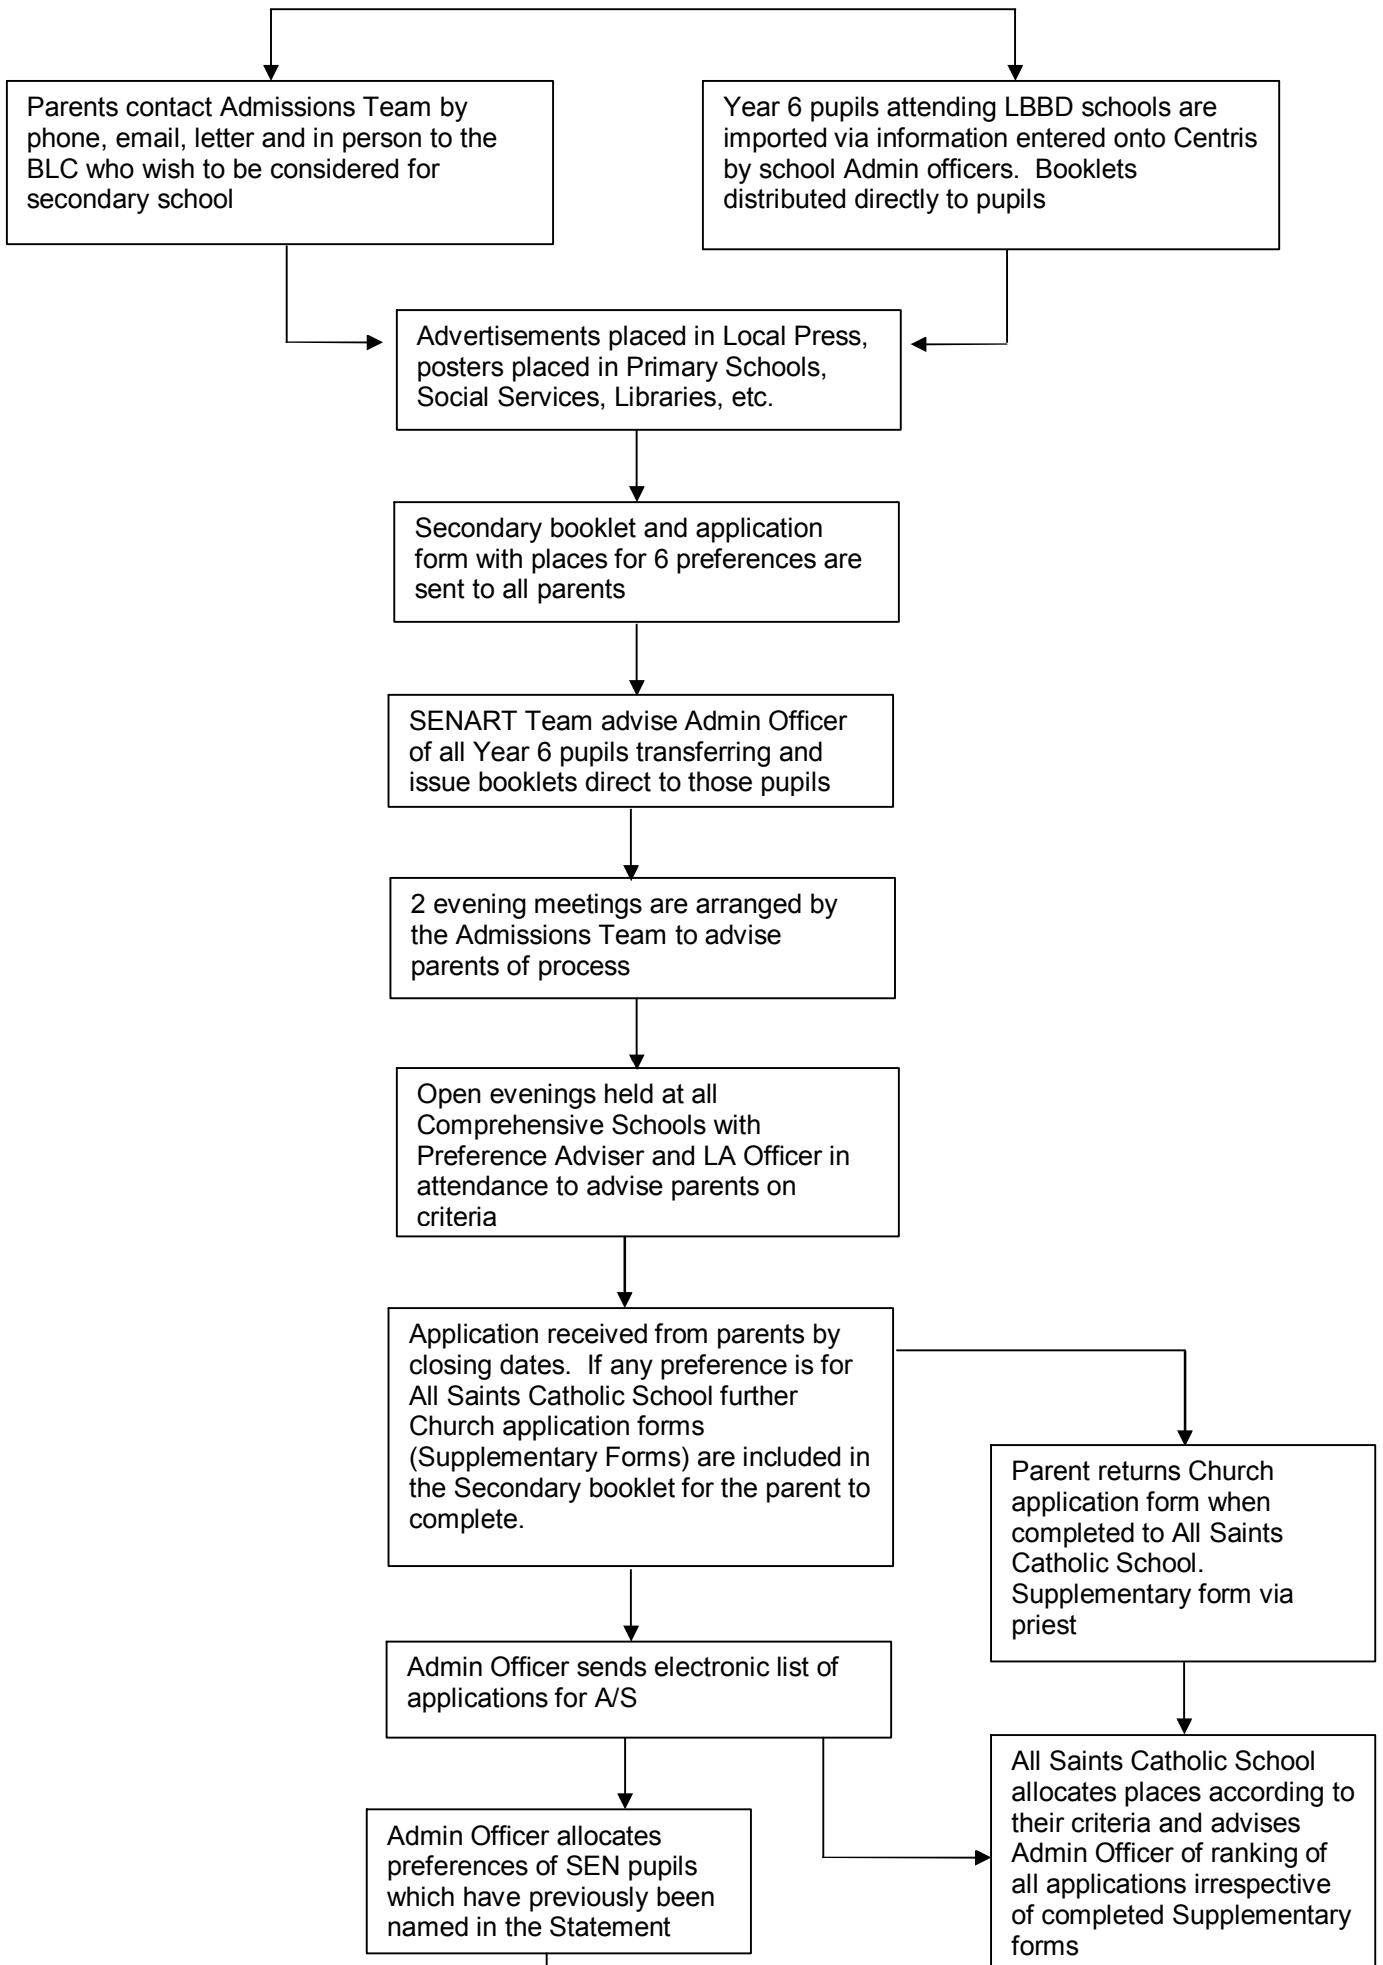 Parents contact Admissions Team by
phone, email, letter and in person to the
BLC who wish to be considered for
secondary school
Year 6 pupils attending LBBD schools are
imported via information entered onto Centris
by school Admin officers.  Booklets
distributed directly to pupils
Advertisements placed in Local Press,
posters placed in Primary Schools,
Social Services, Libraries, etc.
Secondary booklet and application
form with places for 6 preferences are
sent to all parents
SENART Team advise Admin Officer
of all Year 6 pupils transferring and
issue booklets direct to those pupils
2 evening meetings are arranged by
the Admissions Team to advise
parents of process
Open evenings held at all
Comprehensive Schools with
Preference Adviser and LA Officer in
attendance to advise parents on
criteria
Application received from parents by
closing dates.  If any preference is for
All Saints Catholic School further
Church application forms
(Supplementary Forms) are included in
the Secondary booklet for the parent to
complete.
Parent returns Church
application form when
completed to All Saints
Catholic School.
Supplementary form via
priest
Admin Officer sends electronic list of
applications for A/S
Admin Officer allocates
preferences of SEN pupils
which have previously been
named in the Statement
All Saints Catholic School
allocates places according to
their criteria and advises
Admin Officer of ranking of
all applications irrespective
of completed Supplementary
forms